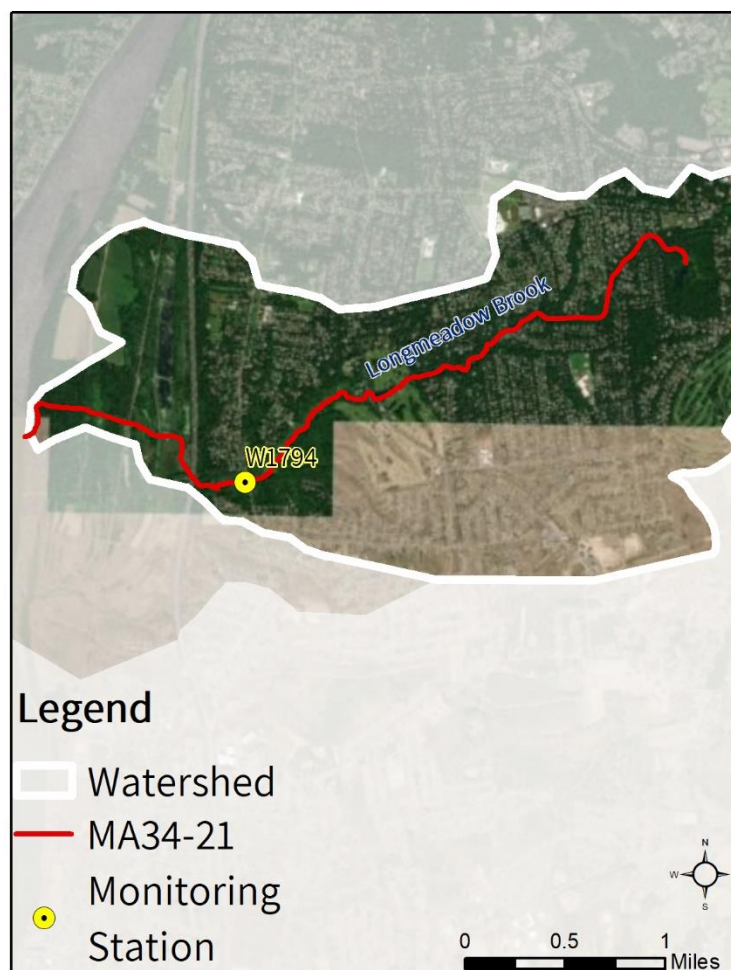 Longmeadow Brook
W1794
Legend
Watershed
MA34-21
Monitoring
Station
N
W
S
0 0.5 1
Miles